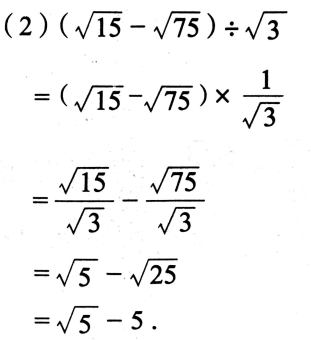 (2) (√15 − √75) ÷ √3
= (√15 − √75) × 1/√3
= √15/√3 − √75/√3
= √5 − √25
= √5 − 5.